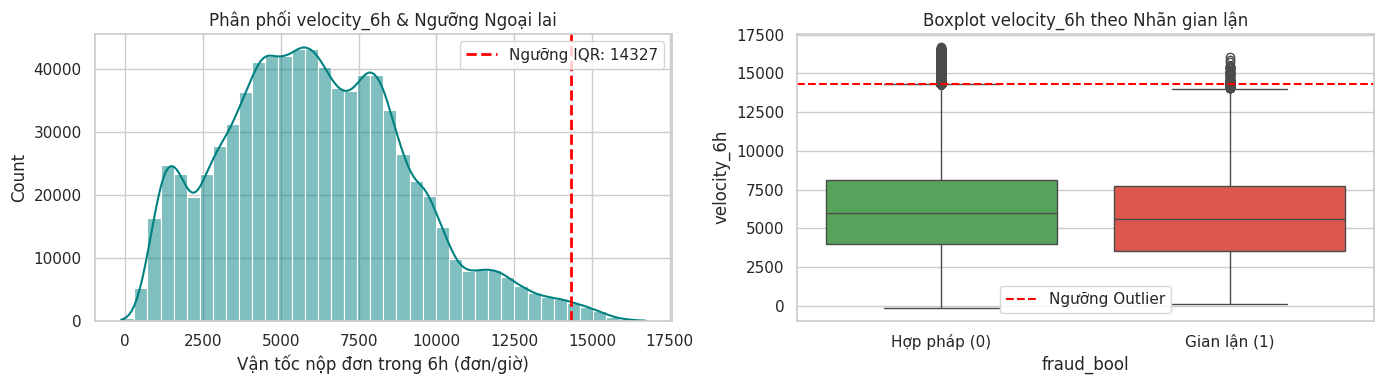 Phân phối velocity_6h & Ngưỡng Ngoại lai
Count
40000
30000
20000
10000
0
Ngưỡng IQR: 14327
0 2500 5000 7500 10000 12500 15000 17500
Vận tốc nộp đơn trong 6h (đơn/giờ)
Boxplot velocity_6h theo Nhãn gian lận
velocity_6h
17500
15000
12500
10000
7500
5000
2500
0
Ngưỡng Outlier
Hợp pháp (0) Gian lận (1)
fraud_bool